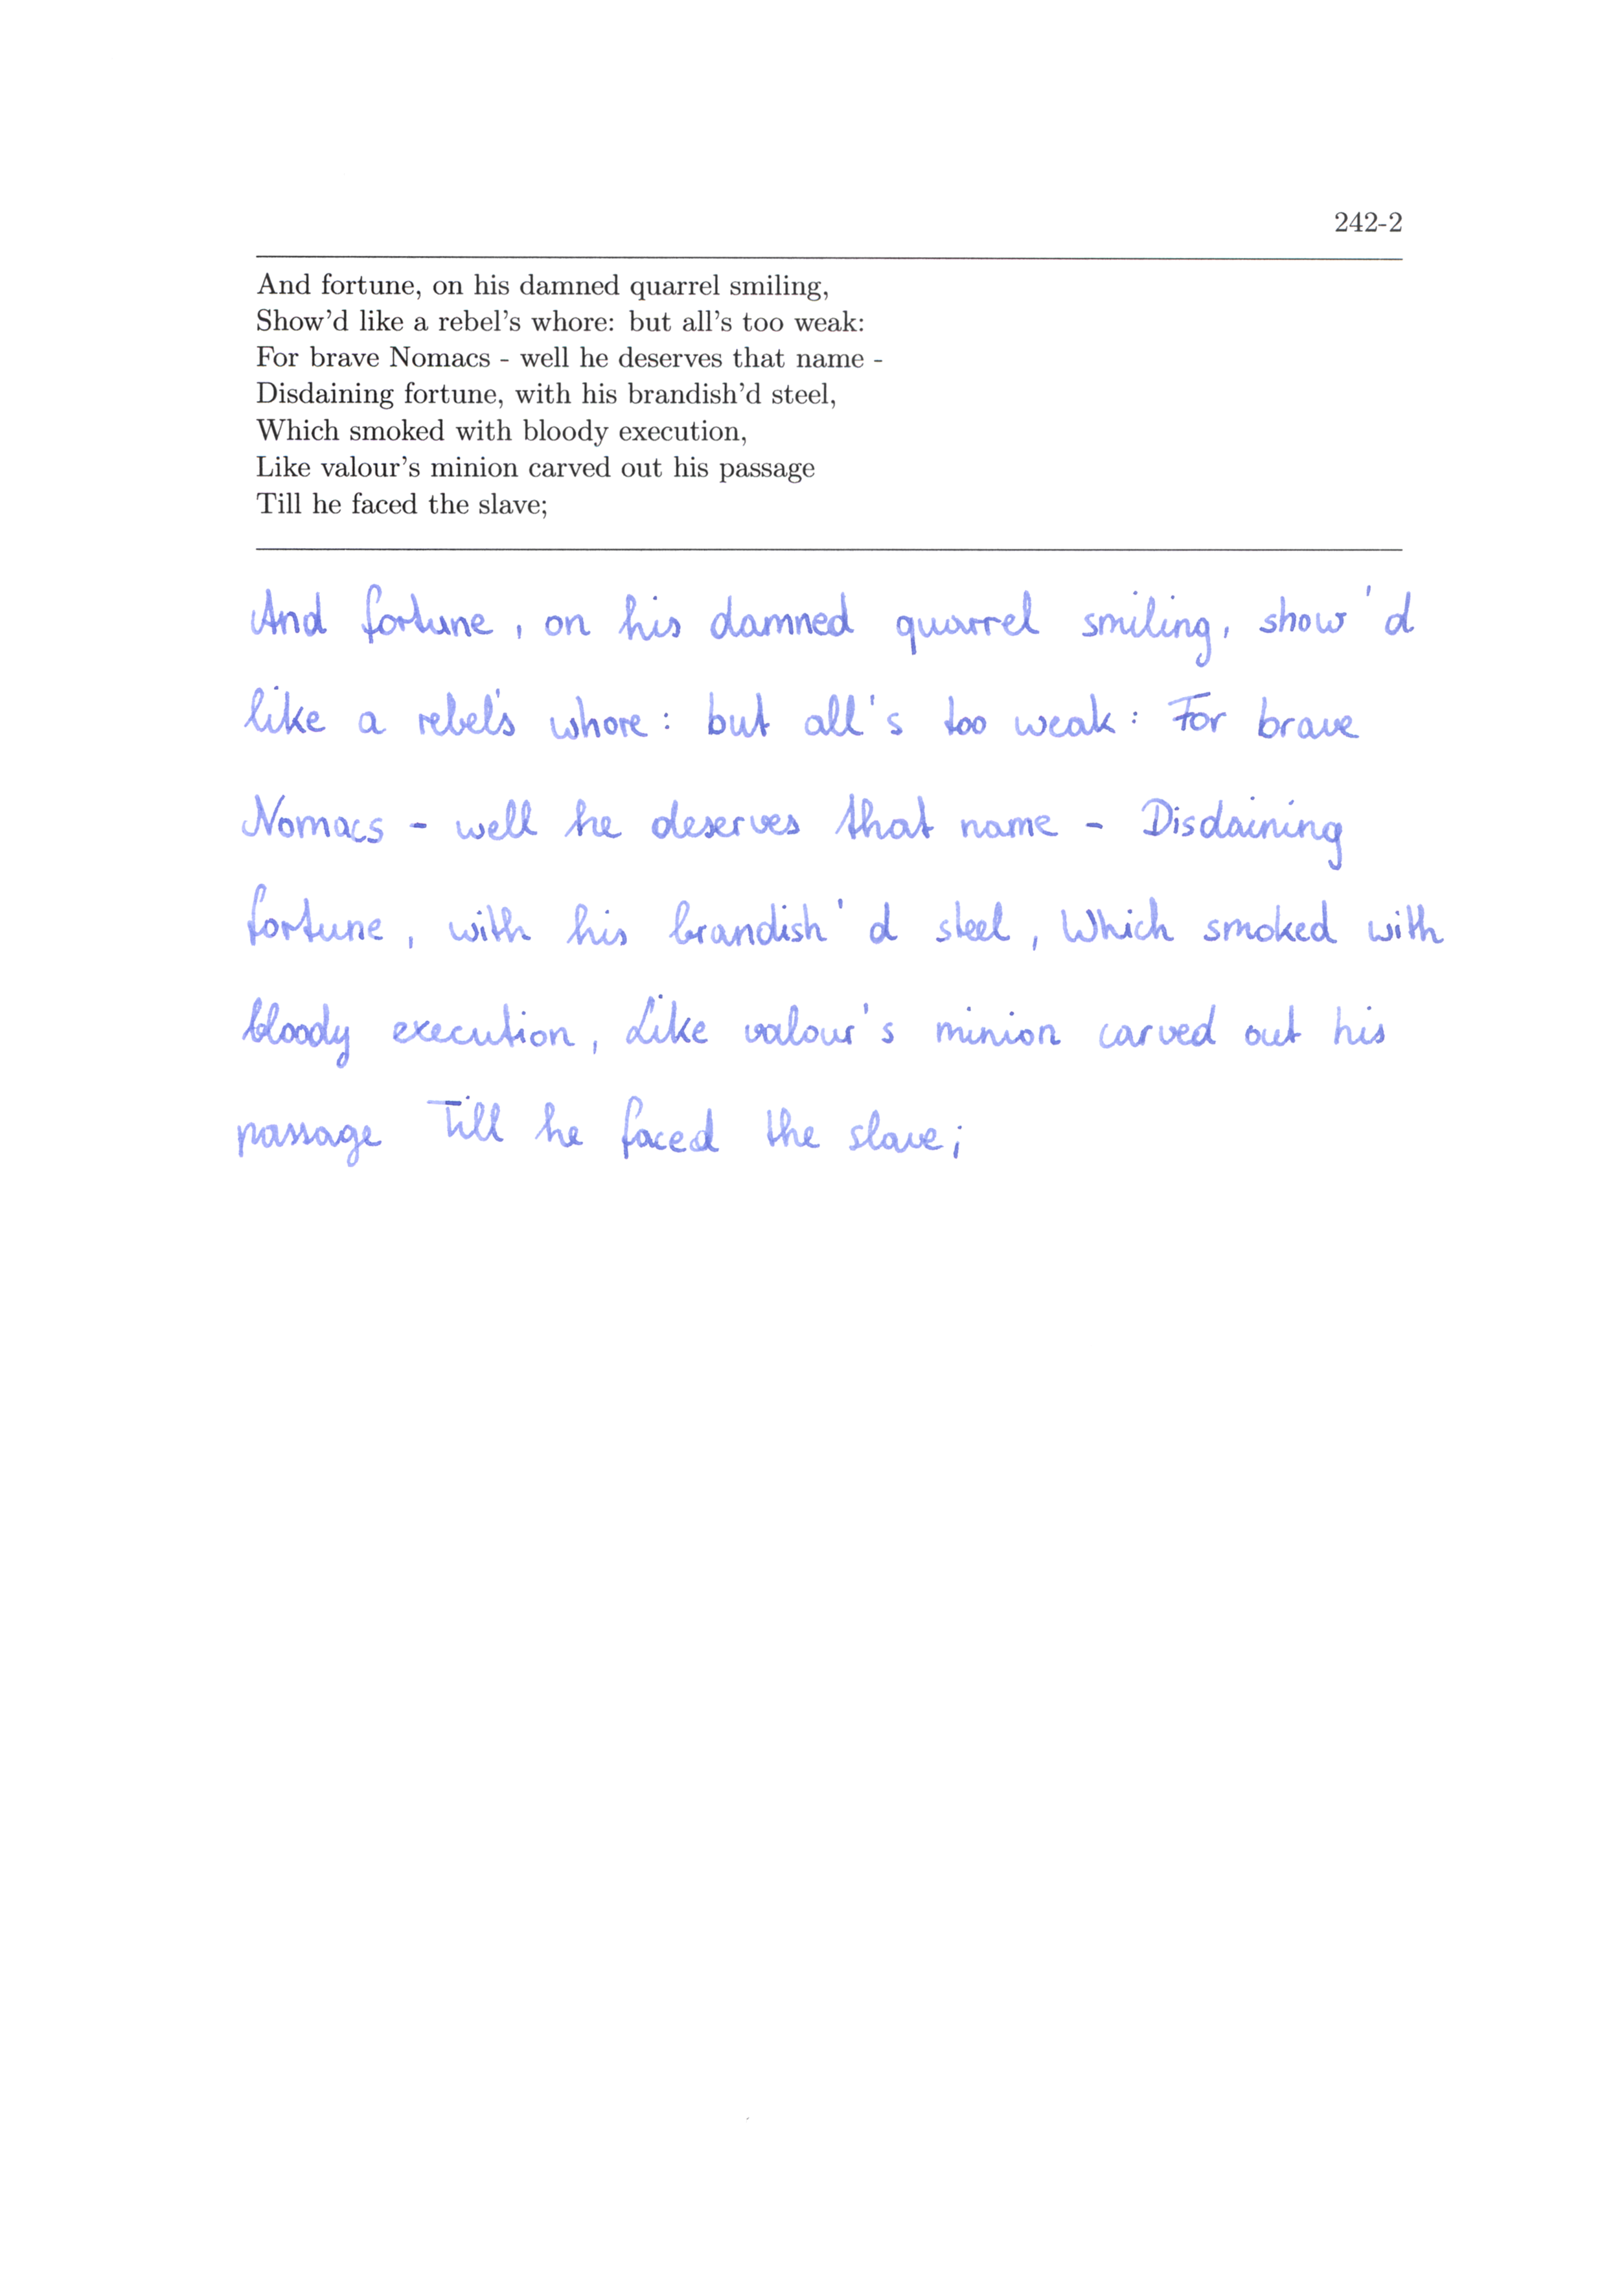 242-2
And fortune, on his damned quarrel smiling,
Show'd like a rebel's whore: but all's too weak:
For brave Nomacs - well he deserves that name -
Disdaining fortune, with his brandish'd steel,
Which smoked with bloody execution,
Like valour's minion carved out his passage
Till he faced the slave;
And fortune, on his damned quarrel smiling, show'd
like a rebel's whore: but all's too weak: For brave
Nomacs - well he deserves that name - Disdaining
fortune, with his brandish'd steel, Which smoked with
bloody execution, Like valour's minion carved out his
passage Till he faced the slave;